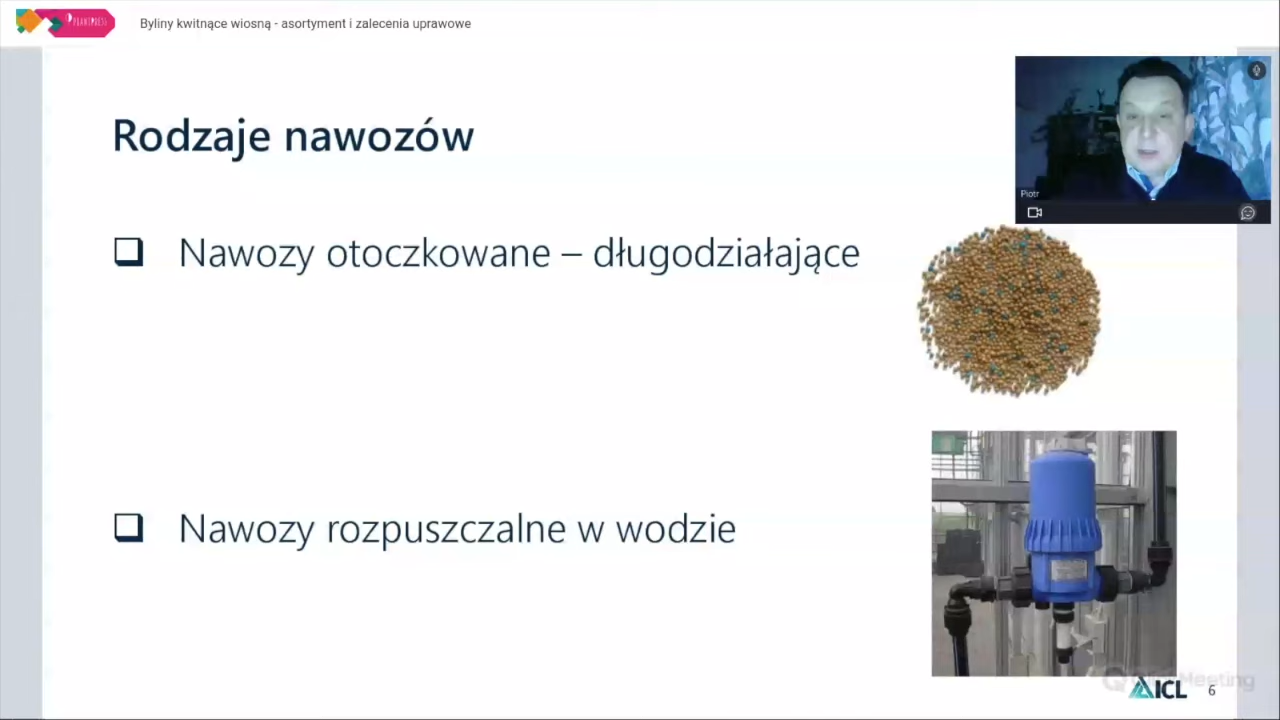 Byliny kwitnące wiosną - asortyment i zalecenia uprawowe
Rodzaje nawozów
Piotr
Nawozy otoczkowane – długodziałające
Nawozy rozpuszczalne w wodzie
ICL
6